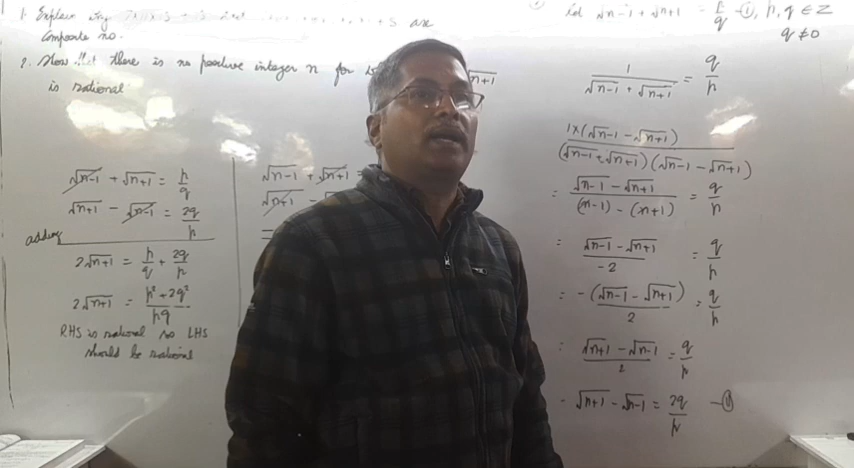 1. Explain why
are
Composite no.
2. Show that there is no positive integer n for
√n+1
is rational.
√n-1 + √n+1 = p/q
√n+1 - √n-1 = 2q/p
adding
2√n+1 = p/q + 2q/p
2√n+1 = p² + 2q² / pq
RHS is rational so LHS
should be rational
√n-1 + √n+1 =
√n+1 -
=
Let √n-1 + √n+1 = p/q -①, p, q ∈ Z
q ≠ 0
1 / √n-1 + √n+1 = q/p
1×(√n-1 - √n+1) / (√n-1 + √n+1)(√n-1 - √n+1)
= √n-1 - √n+1 / (n-1) - (n+1) = q/p
= √n-1 - √n+1 / -2 = q/p
= -(√n-1 - √n+1) / 2 = q/p
= √n+1 - √n-1 / 2 = q/p
- √n+1 - √n-1 = 2q/p -②